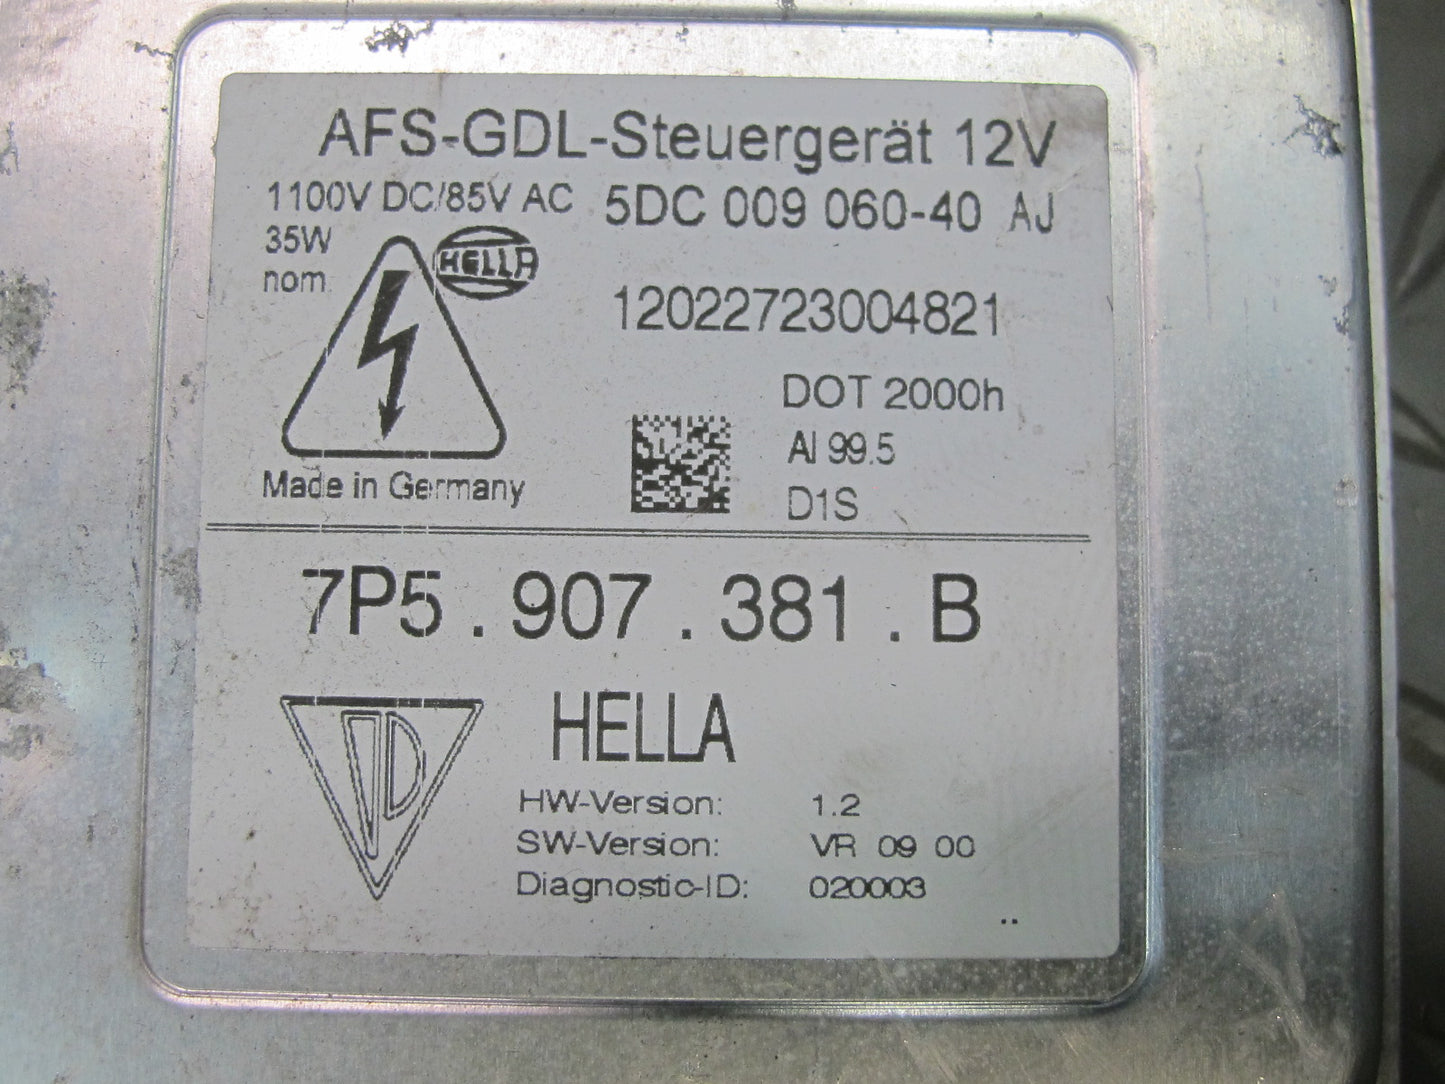 AFS-GDL-Steuergerät 12V
1100V DC/85V AC 5DC 009 060-40 AJ
35W
nom
HELLA
12022723004821
DOT 2000h
Al 99.5
D1S
Made in Germany
7P5.907.381.B
HELLA
HW-Version: 1.2
SW-Version: VR 09 00
Diagnostic-ID: 020003
..